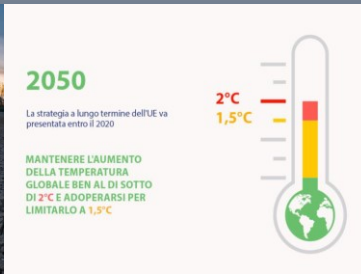 2050
La strategia a lungo termine dell'UE va
presentata entro il 2020
MANTENERE L'AUMENTO
DELLA TEMPERATURA
GLOBALE BEN AL DI SOTTO
DI 2°C E ADOPERARSI PER
LIMITARLO A 1,5°C
2°C
1,5°C